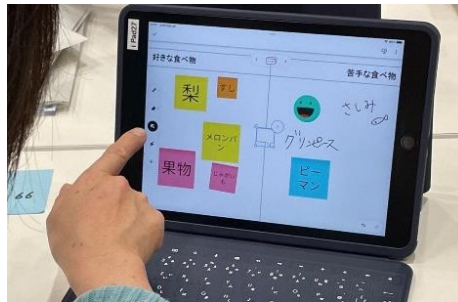 iPad27
好きな食べ物
苦手な食べ物
梨
すし
メロンパ
ン
果物
じゃがい
も
さしみ
グリンピース
ピー
マン
66